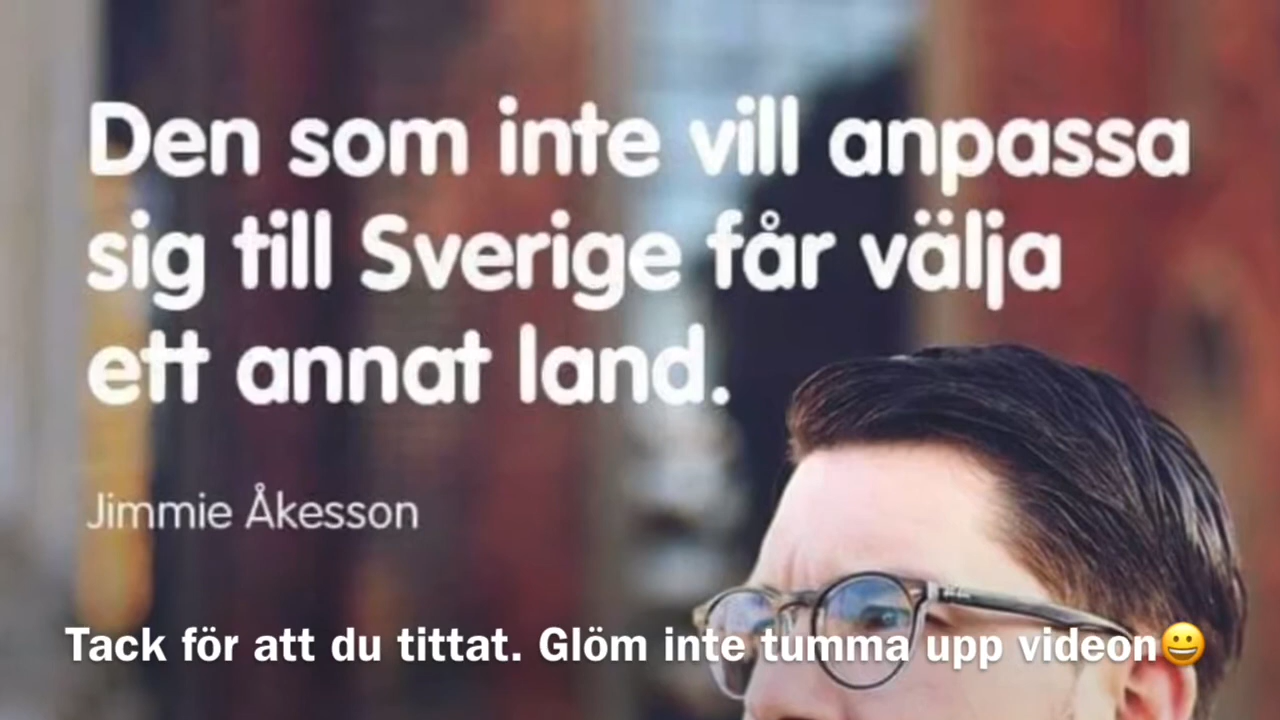 Den som inte vill anpassa
sig till Sverige får välja
ett annat land.
Jimmie Åkesson
Tack för att du tittat. Glöm inte tumma upp videon😀